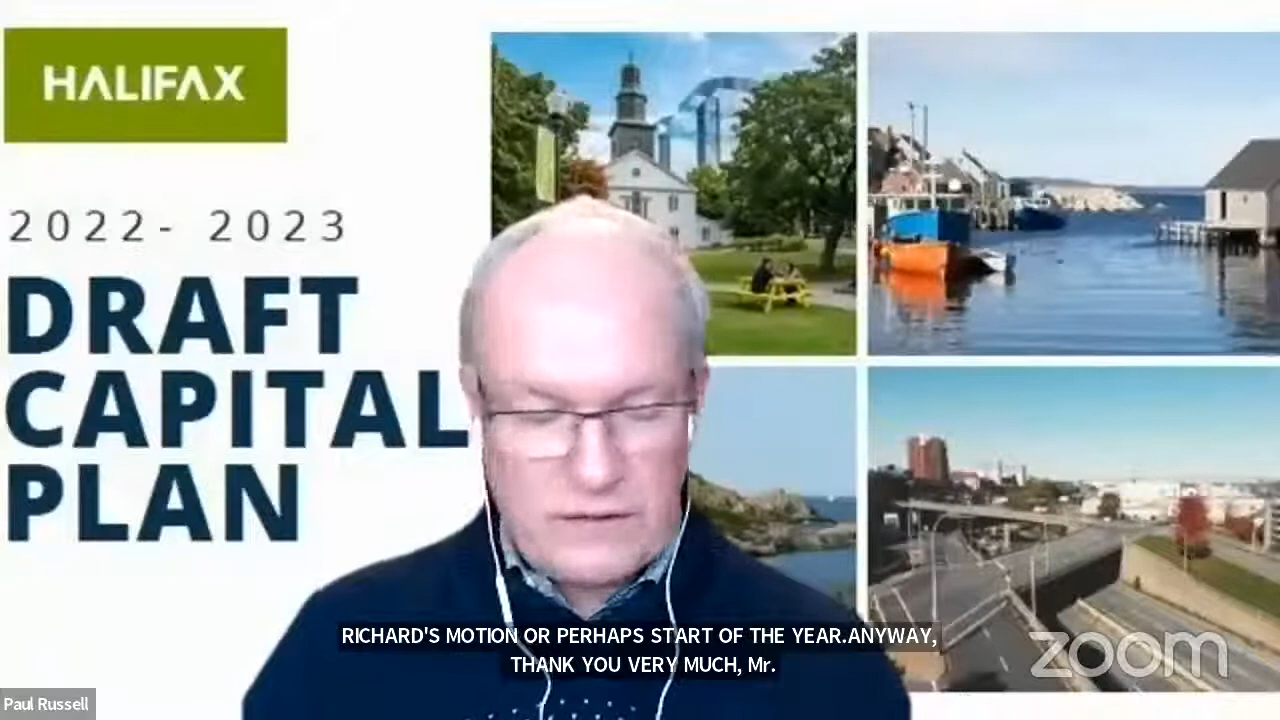 HALIFAX
2022- 2023
DRAFT
CAPITAL
PLAN
RICHARD'S MOTION OR PERHAPS START OF THE YEAR.ANYWAY,
THANK YOU VERY MUCH, Mr.
zoom
Paul Russell